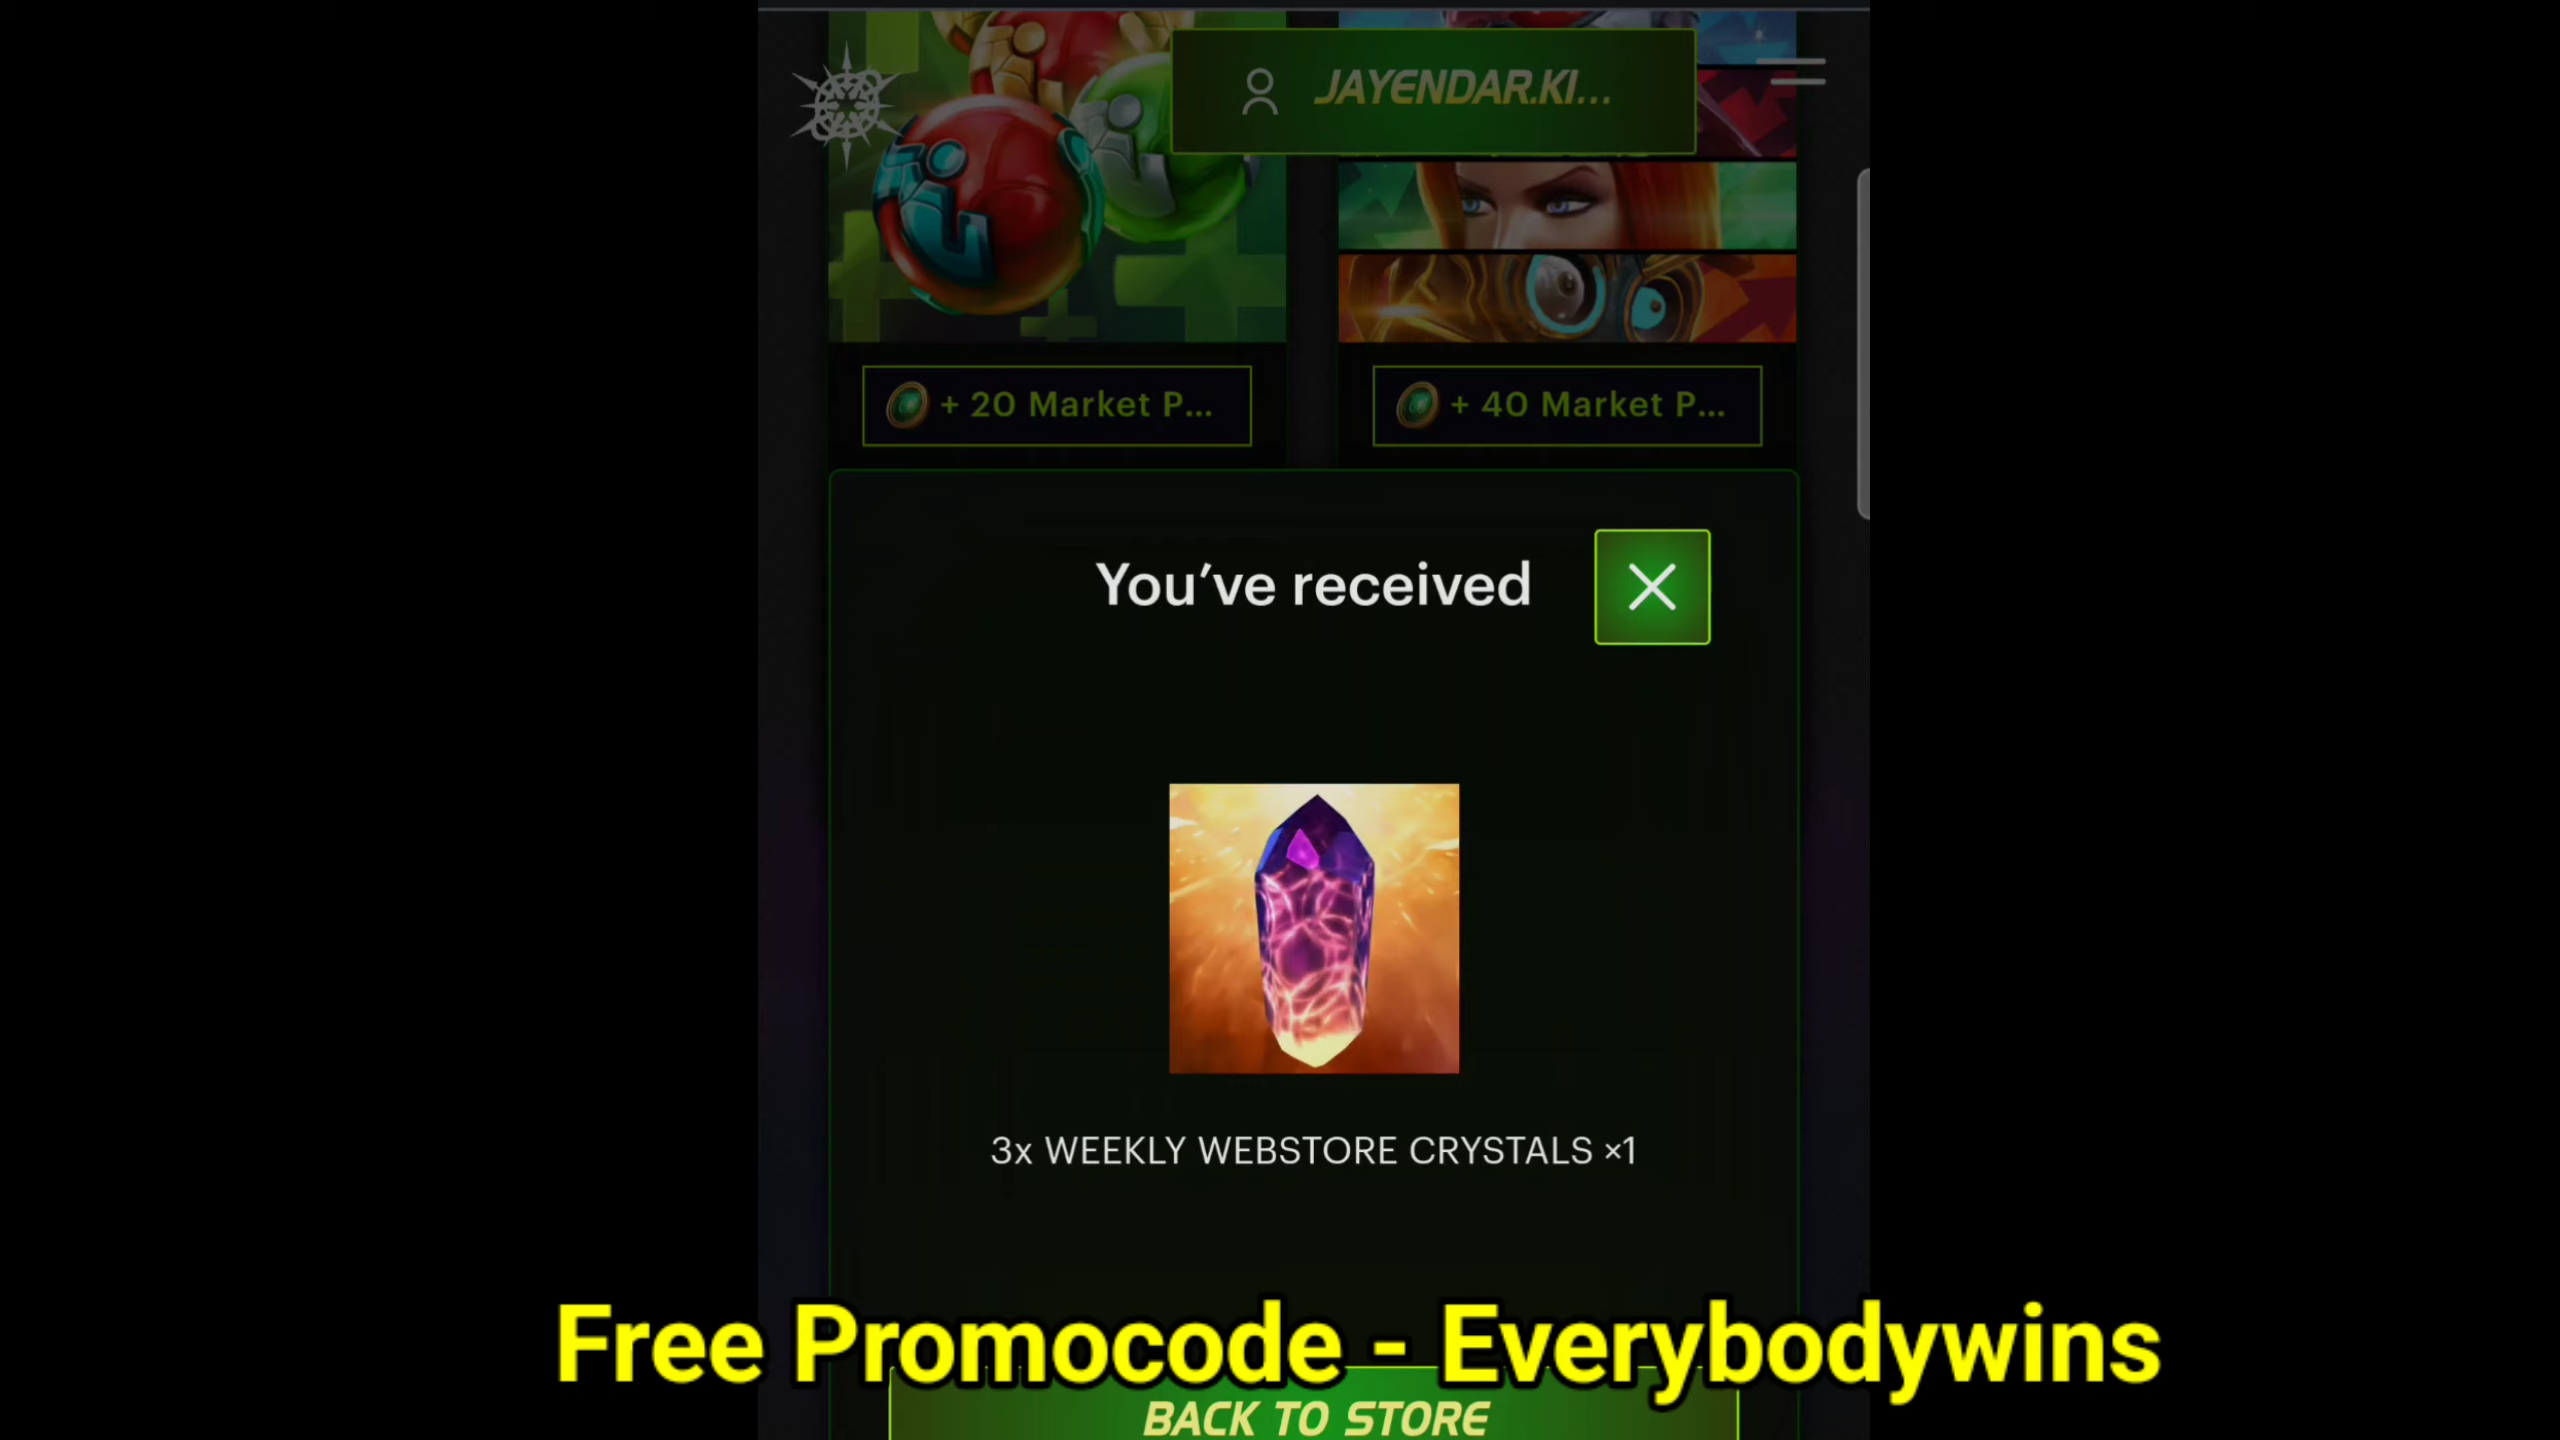 JAYENDAR.KI...
+ 20 Market P...
+ 40 Market P...
You've received
3x WEEKLY WEBSTORE CRYSTALS ×1
Free Promocode - Everybodywins
BACK TO STORE